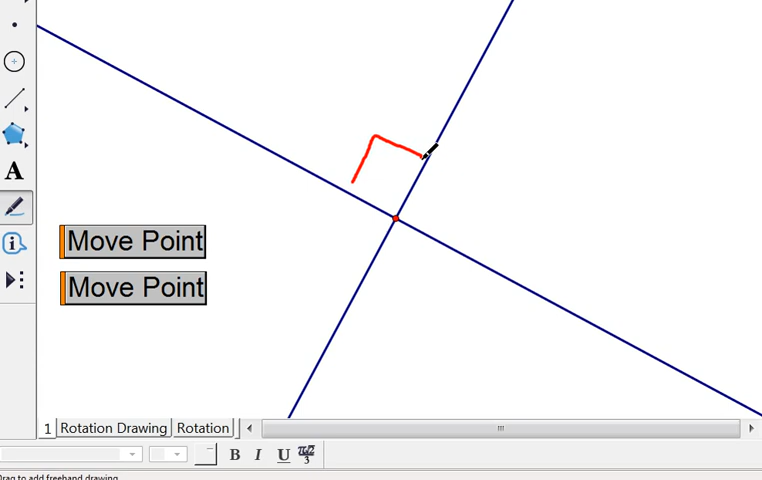 A
Move Point
Move Point
1 Rotation Drawing Rotation
B I U
Drag to add freehand drawing